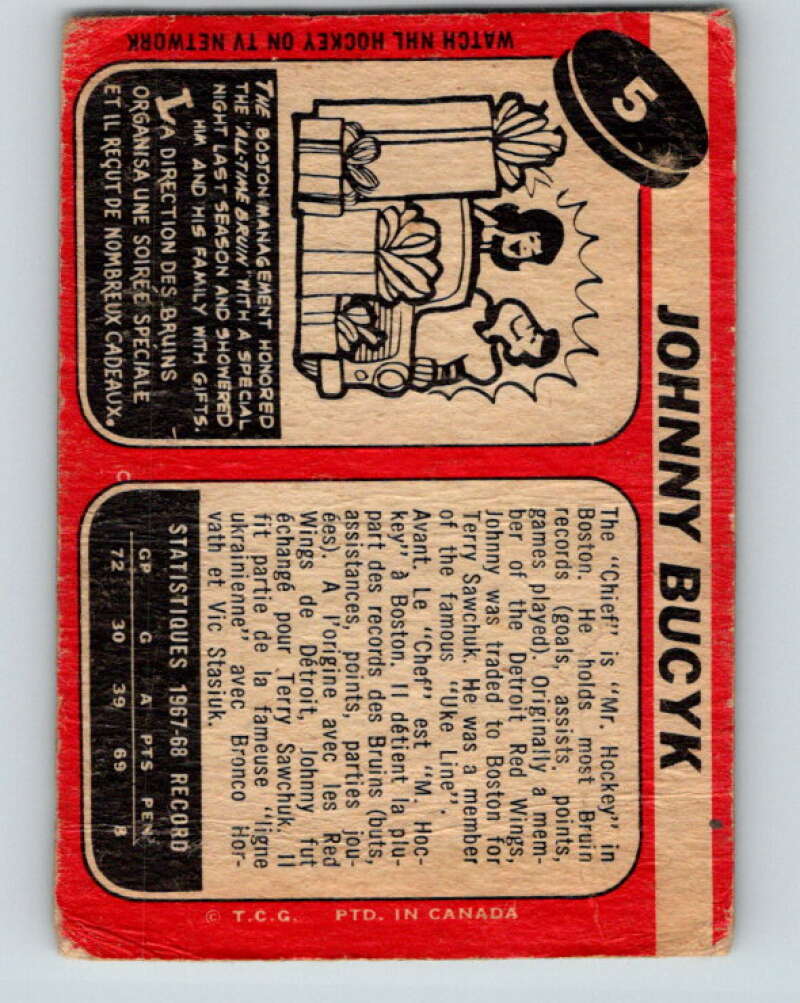 5
JOHNNY BUCYK
WATCH NHL HOCKEY ON TV NETWORK
THE BOSTON MANAGEMENT HONORED
THE "ALL-TIME BRUIN" WITH A SPECIAL
NIGHT LAST SEASON AND SHOWERED
HIM AND HIS FAMILY WITH GIFTS.
LA DIRECTION DES BRUINS
ORGANISA UNE SOIRÉE SPÉCIALE
ET IL REÇUT DE NOMBREUX CADEAUX.
The "Chief" is "Mr. Hockey" in
Boston. He holds most Bruin
records (goals, assists, points,
games played). Originally a mem-
ber of the Detroit Red Wings,
Johnny was traded to Boston for
Terry Sawchuk. He was a member
of the famous "Uke Line".
Avant. Le "Chef" est "M. Hoc-
key" à Boston. Il détient la plu-
part des records des Bruins (buts,
assistances, points, parties jou-
ées). A l'origine avec les Red
Wings de Détroit, Johnny fut
échangé pour Terry Sawchuk. Il
fit partie de la fameuse "ligne
ukrainienne" avec Bronco Hor-
vath et Vic Stasiuk.
STATISTIQUES 1967-68 RECORD
GP G A PTS PEN
72 30 39 69 8
© T.C.G. PTD. IN CANADA